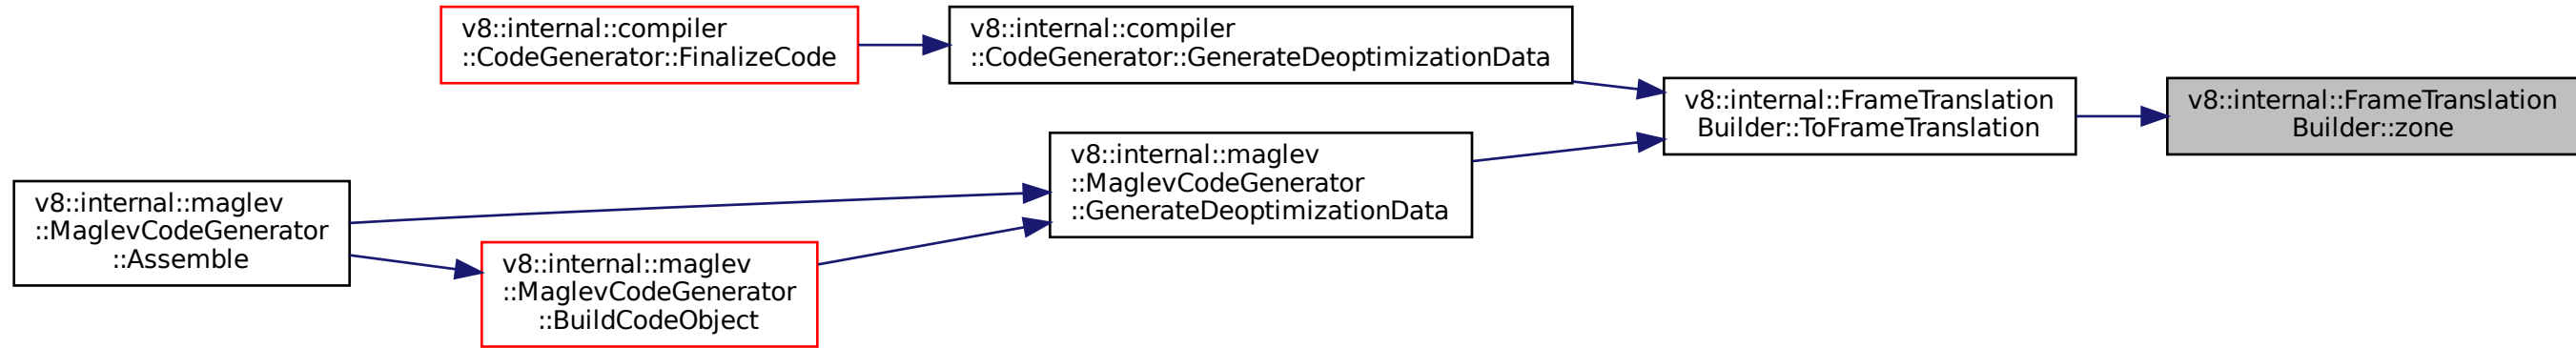 v8::internal::compiler
::CodeGenerator::FinalizeCode
v8::internal::compiler
::CodeGenerator::GenerateDeoptimizationData
v8::internal::FrameTranslation
Builder::ToFrameTranslation
v8::internal::FrameTranslation
Builder::zone
v8::internal::maglev
::MaglevCodeGenerator
::GenerateDeoptimizationData
v8::internal::maglev
::MaglevCodeGenerator
::Assemble
v8::internal::maglev
::MaglevCodeGenerator
::BuildCodeObject